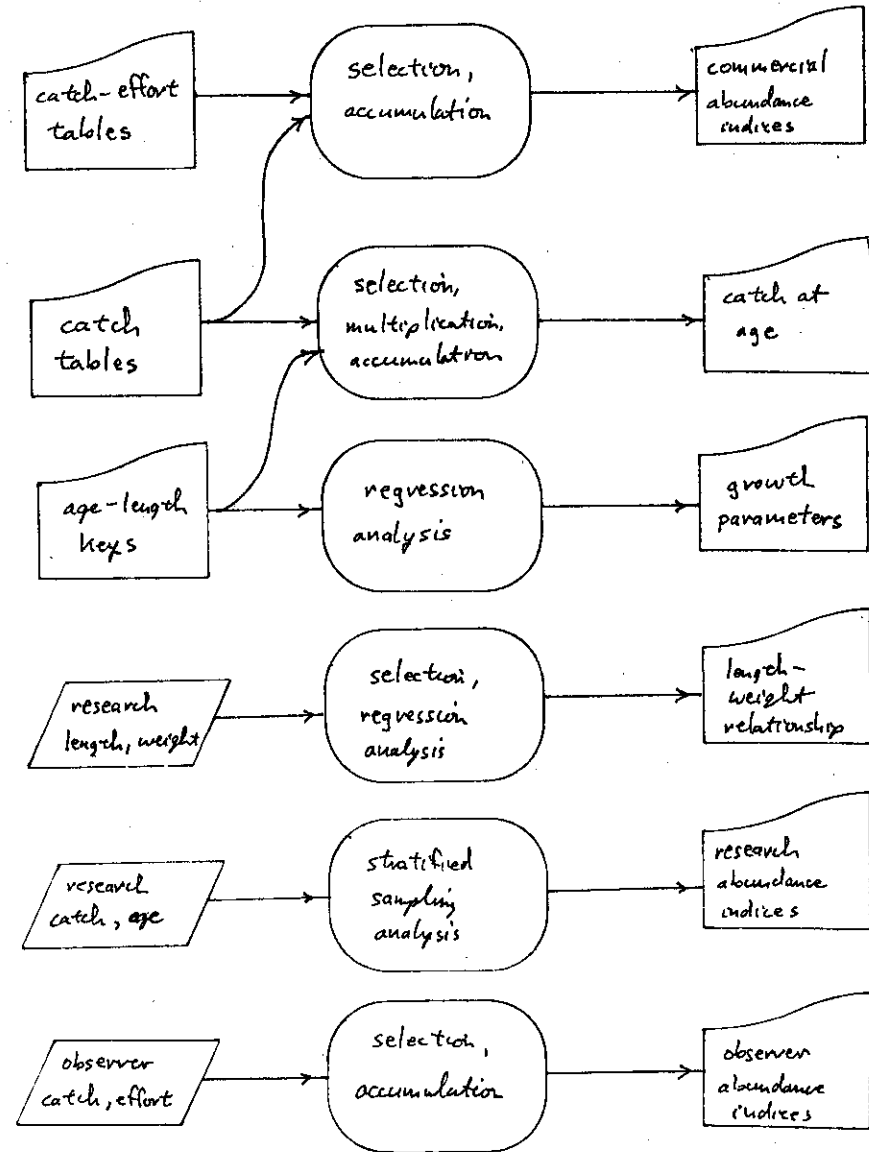 catch-effort
tables
selection,
accumulation
commercial
abundance
indixes
catch
tables
selection,
multiplication,
accumulation
catch at
age
age-length
keys
regression
analysis
growth
parameters
research
length, weight
selection,
regression
analysis
length-
weight
relationship
research
catch, age
stratified
sampling
analysis
research
abundance
indices
observer
catch, effort
selection,
accumulation
observer
abundance
indices